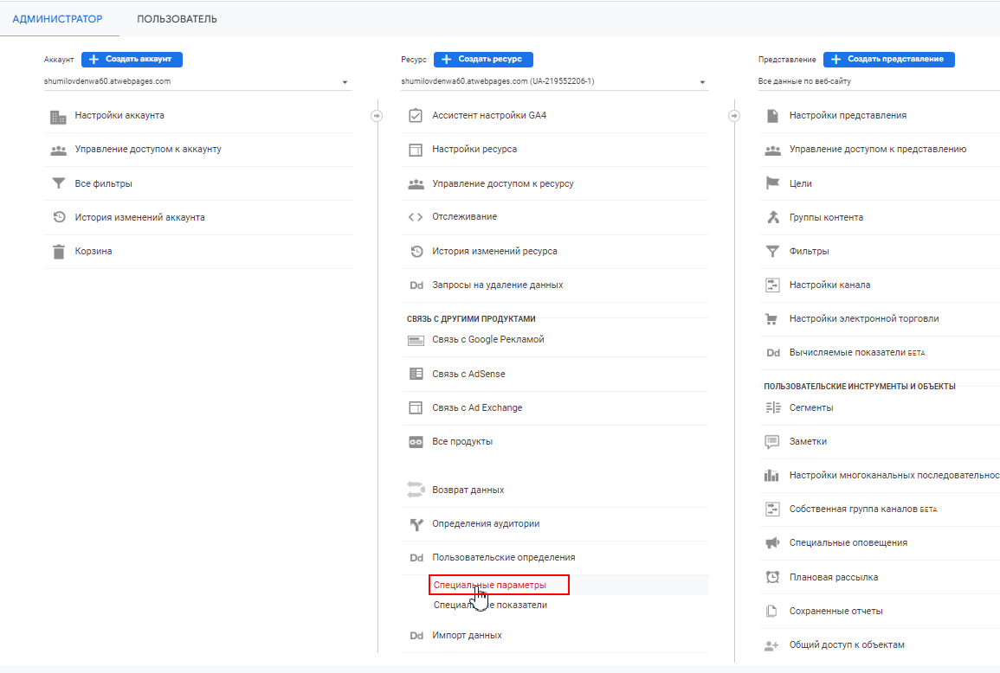 АДМИНИСТРАТОР
ПОЛЬЗОВАТЕЛЬ
Аккаунт
Создать аккаунт
shumilovdenwa60.atwebpages.com
Настройки аккаунта
Управление доступом к аккаунту
Все фильтры
История изменений аккаунта
Корзина
Ресурс
Создать ресурс
shumilovdenwa60.atwebpages.com (UA-219552206-1)
Ассистент настройки GA4
Настройки ресурса
Управление доступом к ресурсу
Отслеживание
История изменений ресурса
Dd Запросы на удаление данных
СВЯЗЬ С ДРУГИМИ ПРОДУКТАМИ
Связь с Google Рекламой
Связь с AdSense
Связь с Ad Exchange
Все продукты
Возврат данных
Определения аудитории
Dd Пользовательские определения
Специальные параметры
Специальные показатели
Dd Импорт данных
Представление
Создать представление
Все данные по веб-сайту
Настройки представления
Управление доступом к представлению
Цели
Группы контента
Фильтры
Настройки канала
Настройки электронной торговли
Dd Вычисляемые показатели БЕТА
ПОЛЬЗОВАТЕЛЬСКИЕ ИНСТРУМЕНТЫ И ОБЪЕКТЫ
Сегменты
Заметки
Настройки многоканальных последовательнос
Собственная группа каналов БЕТА
Специальные оповещения
Плановая рассылка
Сохраненные отчеты
Общий доступ к объектам